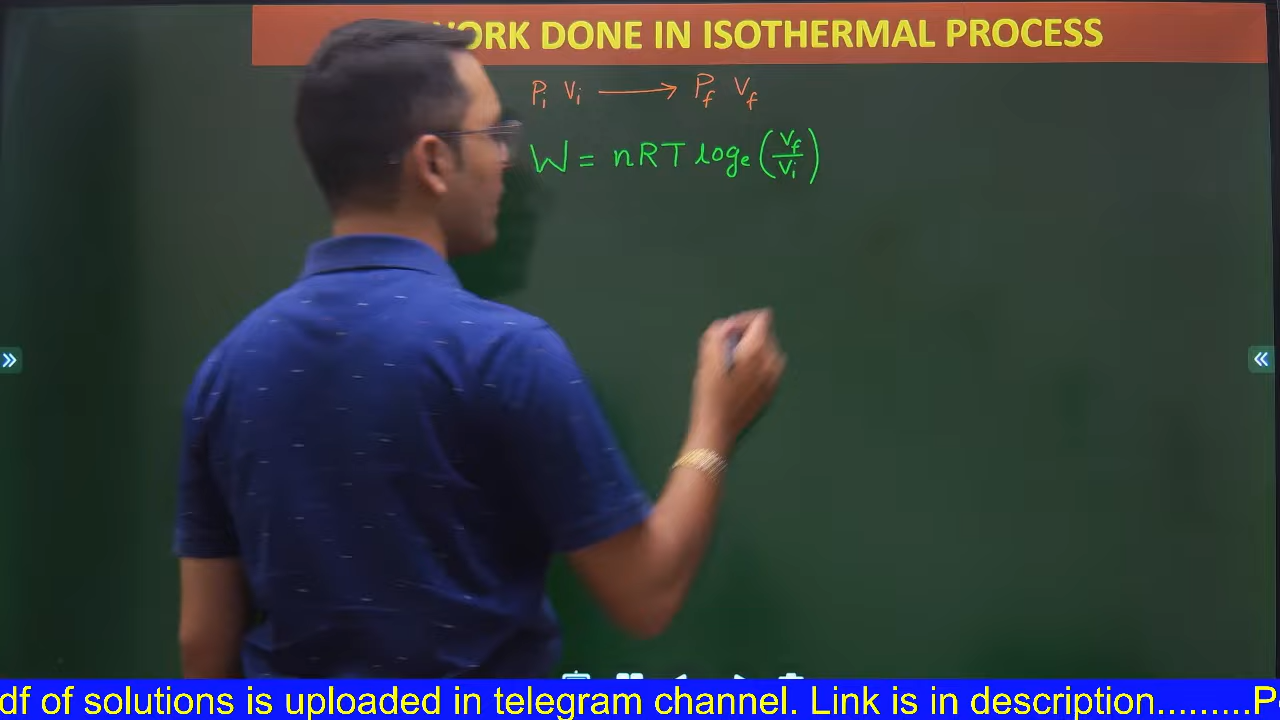 WORK DONE IN ISOTHERMAL PROCESS
Pi Vi ⟶ Pf Vf
W = nRT logₑ (Vf/Vi)
df of solutions is uploaded in telegram channel. Link is in description.........P